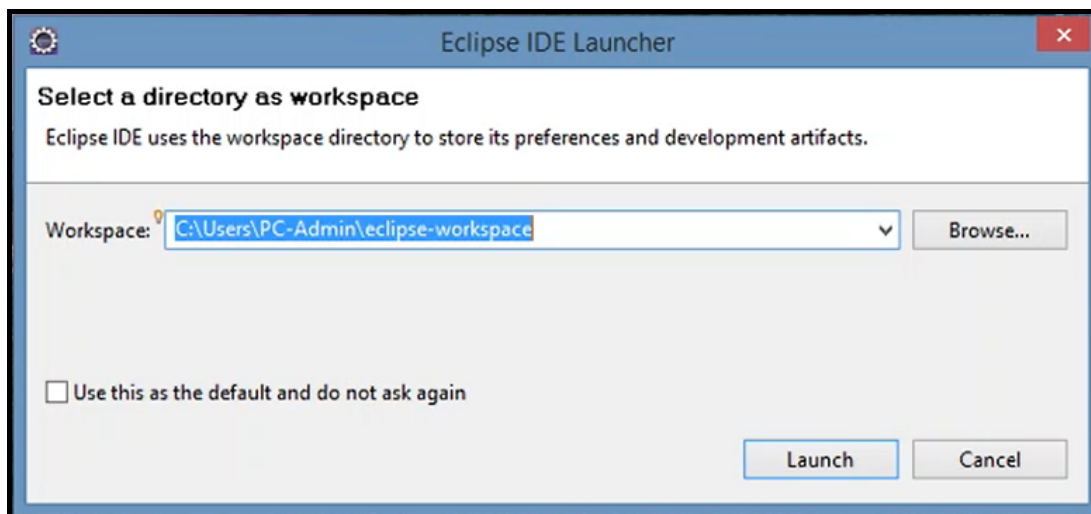 Eclipse IDE Launcher
Select a directory as workspace
Eclipse IDE uses the workspace directory to store its preferences and development artifacts.
Workspace: C:\Users\PC-Admin\eclipse-workspace Browse...
Use this as the default and do not ask again
Launch Cancel